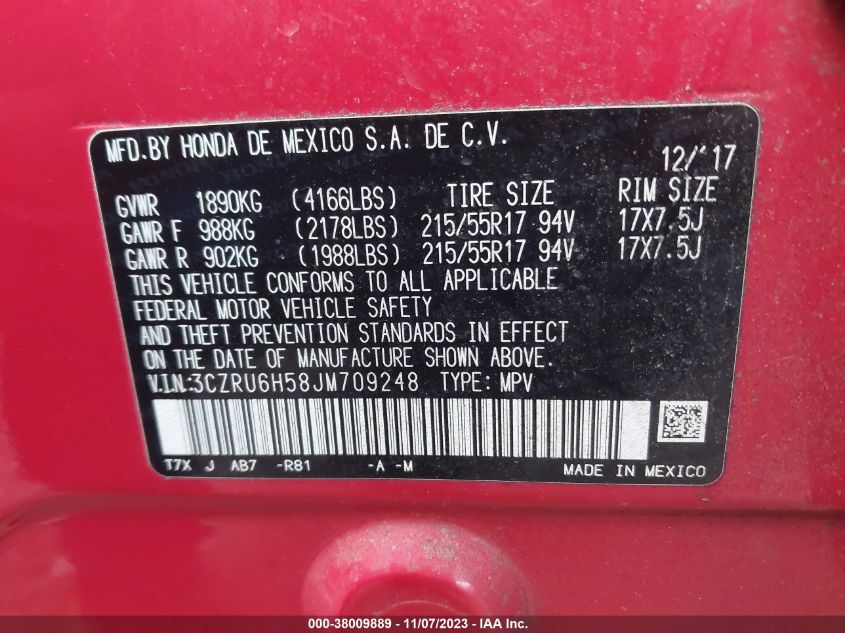 MFD.BY HONDA DE MEXICO S.A. DE C.V.
12/'17
GVWR 1890KG (4166LBS) TIRE SIZE RIM SIZE
GAWR F 988KG (2178LBS) 215/55R17 94V 17X7.5J
GAWR R 902KG (1988LBS) 215/55R17 94V 17X7.5J
THIS VEHICLE CONFORMS TO ALL APPLICABLE
FEDERAL MOTOR VEHICLE SAFETY
AND THEFT PREVENTION STANDARDS IN EFFECT
ON THE DATE OF MANUFACTURE SHOWN ABOVE.
V.I.N.:3CZRU6H58JM709248 TYPE: MPV
T7X J AB7 -R81 -A -M
MADE IN MEXICO
000-38009889 - 11/07/2023 - IAA Inc.